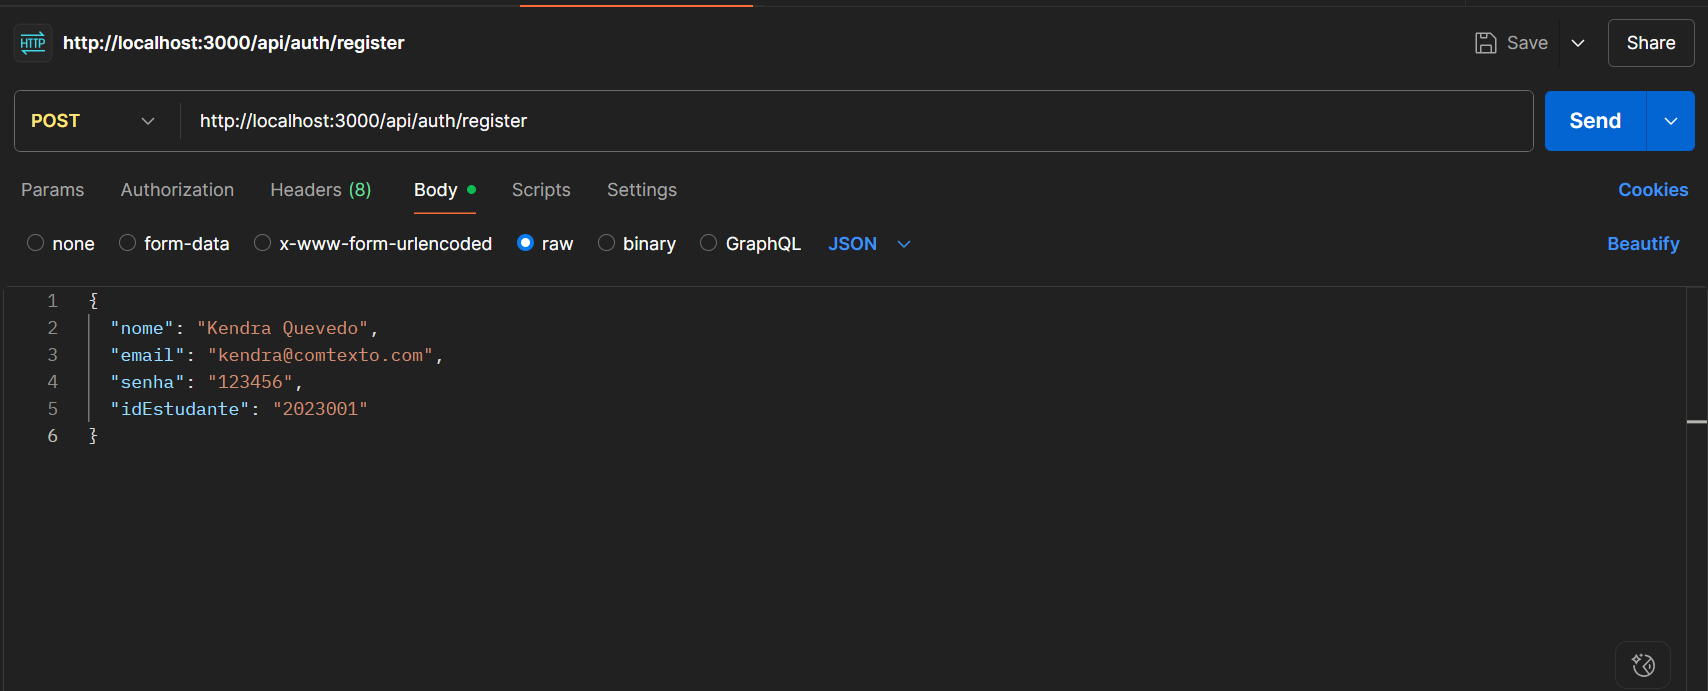 HTTP http://localhost:3000/api/auth/register Save Share
POST http://localhost:3000/api/auth/register Send
Params Authorization Headers (8) Body Scripts Settings Cookies
none form-data x-www-form-urlencoded raw binary GraphQL JSON Beautify
1 {
2 "nome": "Kendra Quevedo",
3 "email": "kendra@comtexto.com",
4 "senha": "123456",
5 "idEstudante": "2023001"
6 }